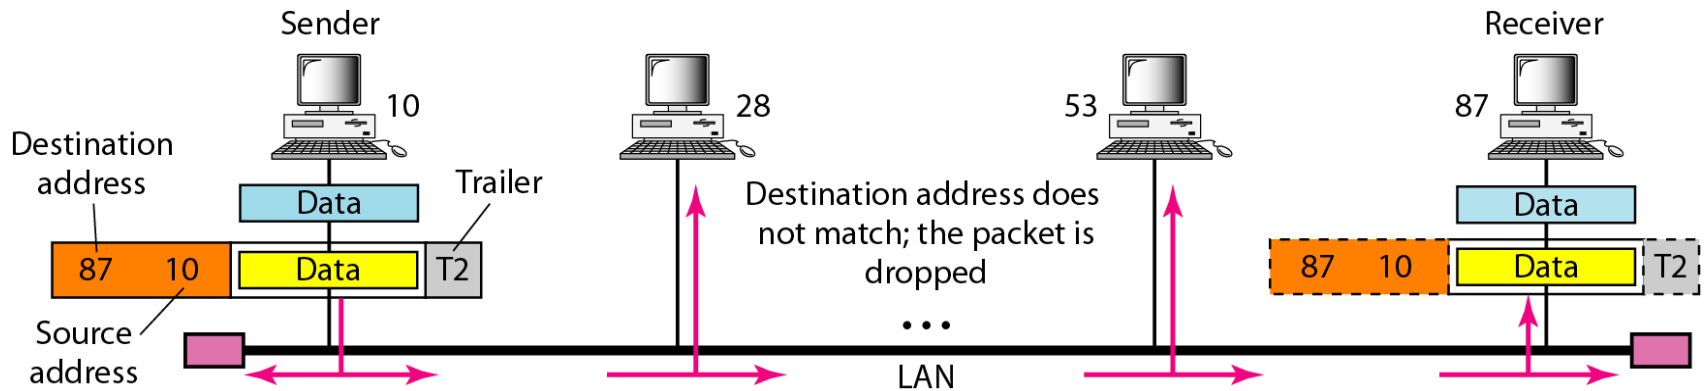 Sender
Receiver
10
28
53
87
Destination
address
Trailer
Data
Destination address does
not match; the packet is
dropped
Data
87 10
Data
T2
87 10
Data
T2
Source
address
...
LAN